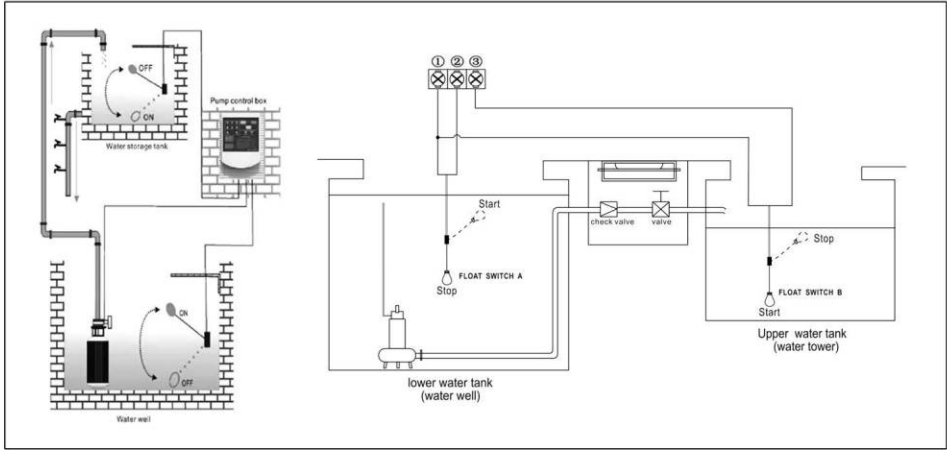 OFF
ON
Water storage tank
Pump control box
ON
OFF
Water well
① ② ③
Start
FLOAT SWITCH A
Stop
check valve
valve
Stop
FLOAT SWITCH B
Start
lower water tank
(water well)
Upper water tank
(water tower)